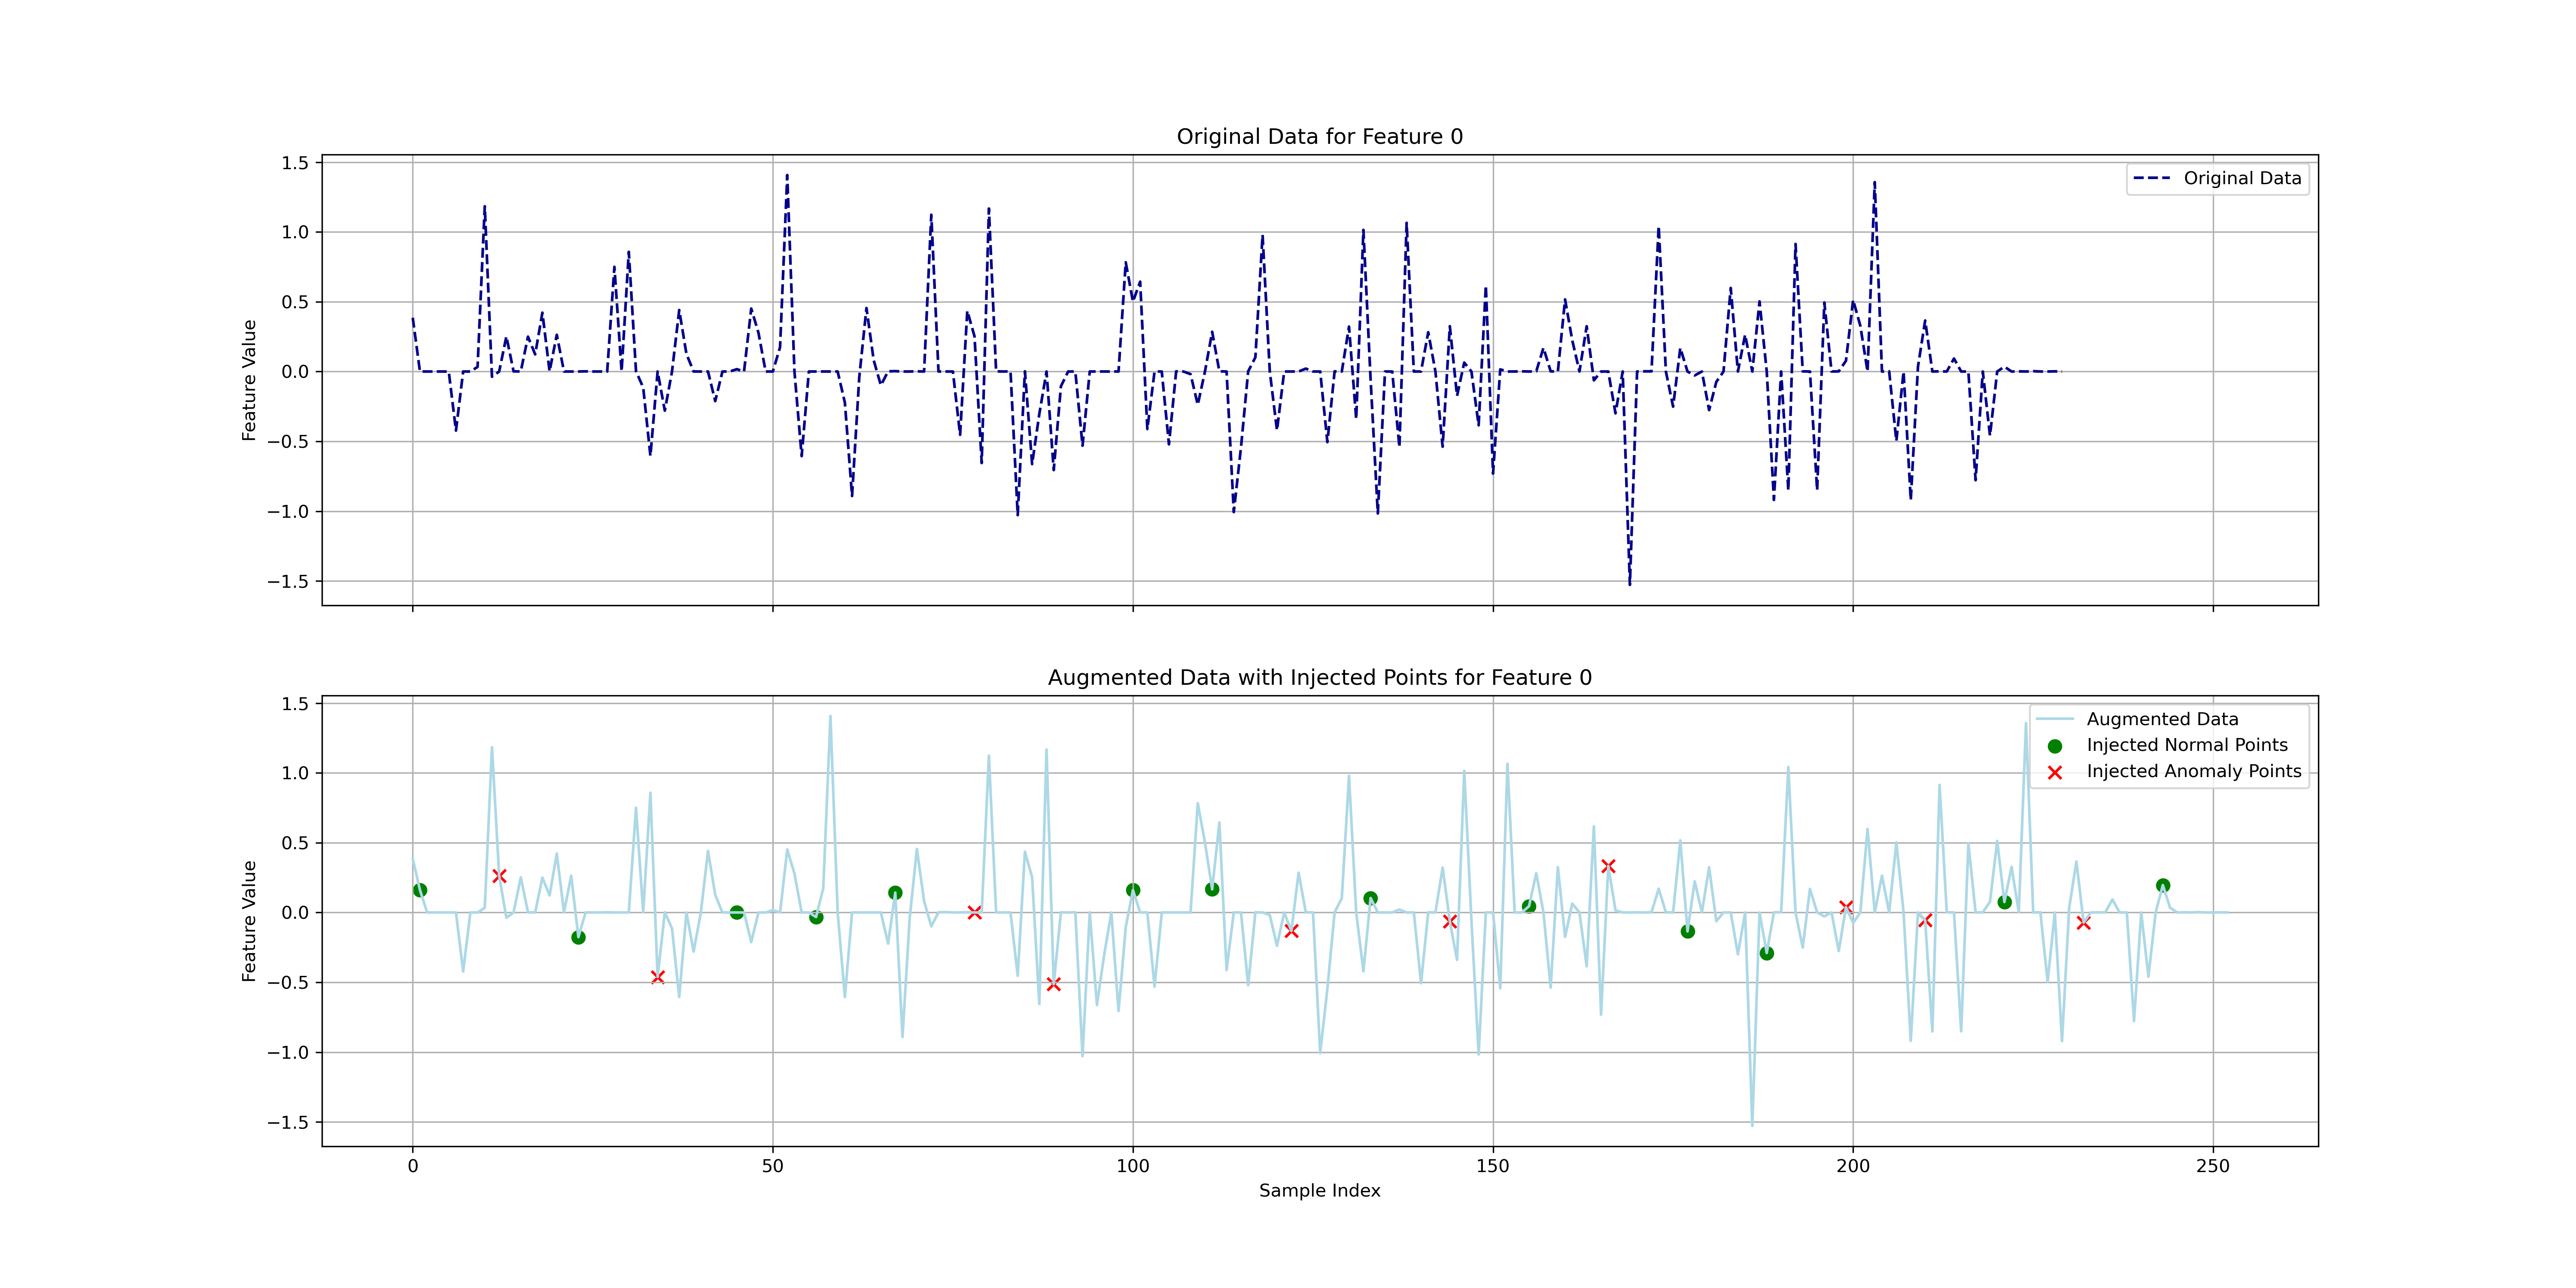 Original Data for Feature 0
1.5
1.0
0.5
0.0
−0.5
−1.0
−1.5
Feature Value
Original Data
Augmented Data with Injected Points for Feature 0
1.5
1.0
0.5
0.0
−0.5
−1.0
−1.5
Feature Value
Augmented Data
Injected Normal Points
Injected Anomaly Points
0 50 100 150 200 250
Sample Index